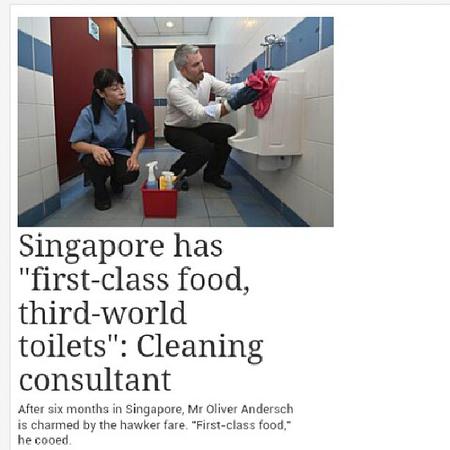 Singapore has
"first-class food,
third-world
toilets": Cleaning
consultant
After six months in Singapore, Mr Oliver Andersch
is charmed by the hawker fare. "First-class food,"
he cooed.